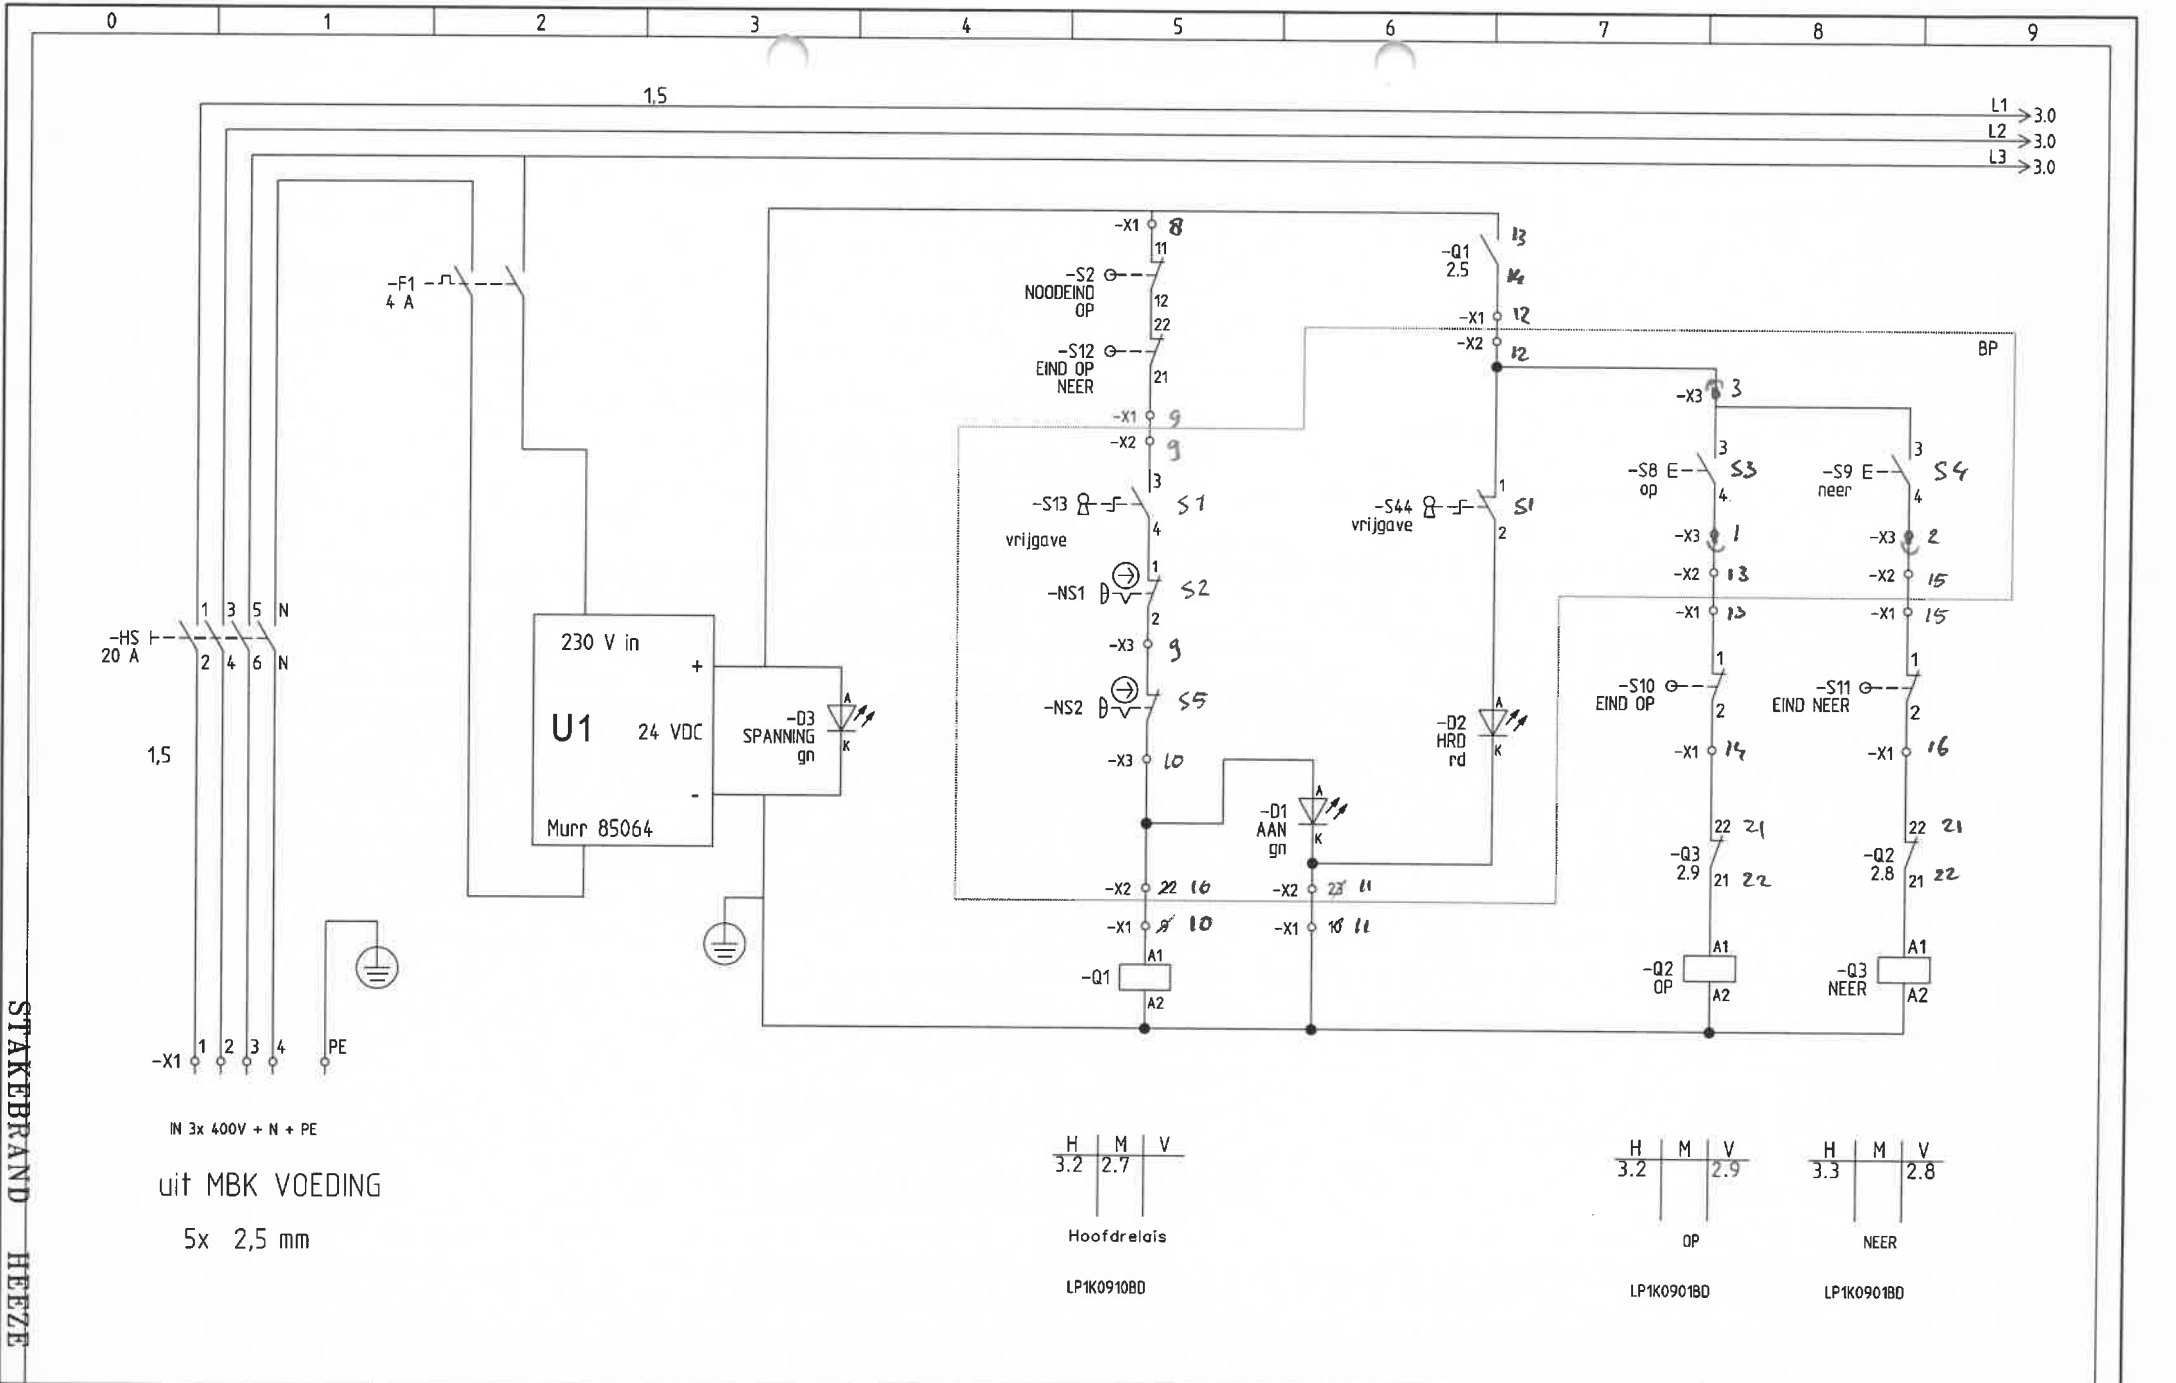 0 1 2 3 4 5 6 7 8 9
1,5
L1 3.0
L2 3.0
L3 3.0
-F1
4 A
-HS
20 A
1 3 5 N
2 4 6 N
1,5
230 V in
+
U1
24 VDC
-
Murr 85064
-D3
SPANNING
gn
A
K
-X1 8
11
-S2
NOODEIND
OP
12
22
-S12
EIND OP
NEER
21
-X1 9
-X2 9
3
-S13 S1
vrijgave
4
1
-NS1 S2
2
-X3 9
-NS2 S5
-X3 10
-D1
AAN
gn
A
K
-X2 22 10
-X1 9 10
-X2 23 11
-X1 10 11
A1
-Q1
A2
13
-Q1
2.5
14
-X1 12
-X2 12
BP
1
-S44 S1
vrijgave
2
-D2
HRD
rd
A
K
-X3 3
3
-S8 E S3
op
4
-X3 1
-X2 13
-X1 13
1
-S10
EIND OP
2
-X1 14
22 21
-Q3
2.9
21 22
A1
-Q2
OP
A2
3
-S9 E S4
neer
4
-X3 2
-X2 15
-X1 15
1
-S11
EIND NEER
2
-X1 16
22 21
-Q2
2.8
21 22
A1
-Q3
NEER
A2
-X1 1 2 3 4 PE
IN 3x 400V + N + PE
uit MBK VOEDING
5x 2,5 mm
H M V
3.2 2.7
Hoofdrelais
LP1K0910BD
H M V
3.2 2.9
OP
LP1K0901BD
H M V
3.3 2.8
NEER
LP1K0901BD
STAKEBRAND HEEZE